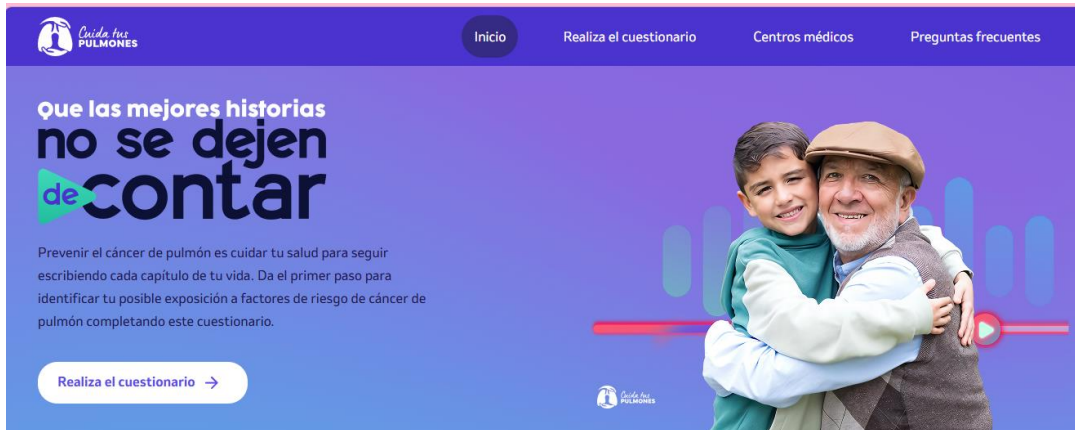 Cuida tus
PULMONES
Inicio
Realiza el cuestionario
Centros médicos
Preguntas frecuentes
Que las mejores historias
no se dejen
de contar
Prevenir el cáncer de pulmón es cuidar tu salud para seguir
escribiendo cada capítulo de tu vida. Da el primer paso para
identificar tu posible exposición a factores de riesgo de cáncer de
pulmón completando este cuestionario.
Realiza el cuestionario →
Cuida tus
PULMONES